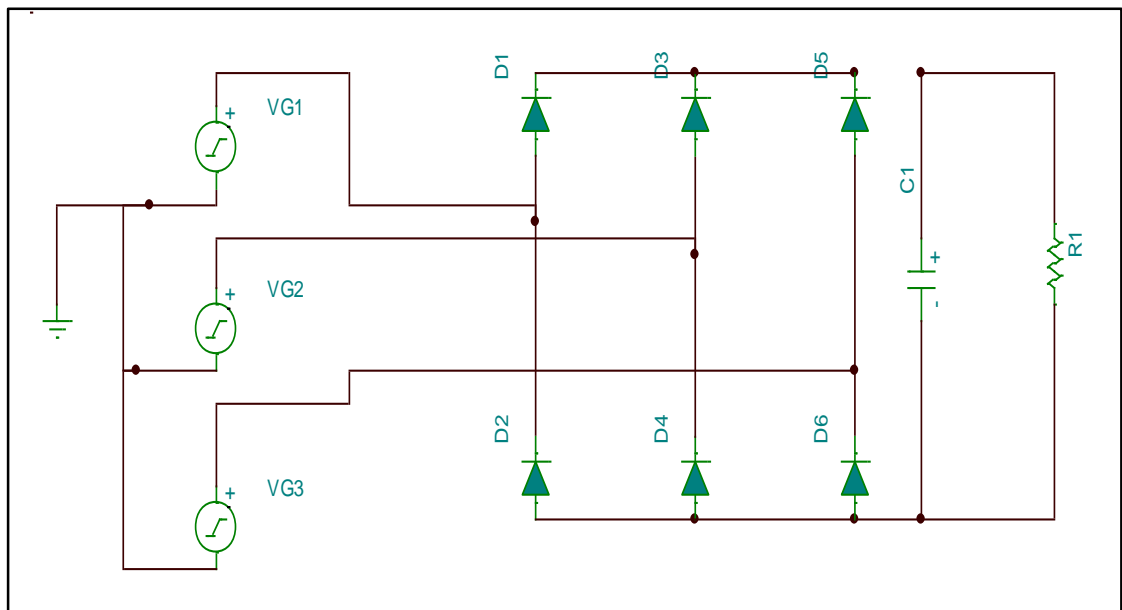 D1
D3
D5
VG1
+
C1
R1
+
-
VG2
+
D2
D4
D6
VG3
+